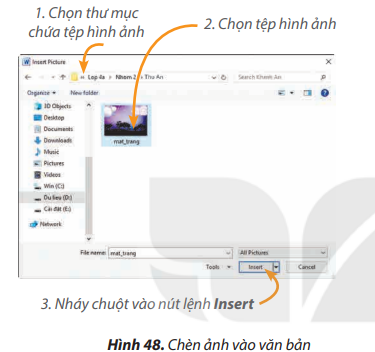 1. Chọn thư mục
chứa tệp hình ảnh
2. Chọn tệp hình ảnh
Insert Picture
« Lop 4a > Nhom 2 > Thu An
Search Khanh An
Organize
New folder
3D Objects
Desktop
Documents
Downloads
Music
Pictures
Videos
Win (C:)
Du lieu (D:)
Cài đặt (E:)
Network
mat_trang
File name: mat_trang
All Pictures
Tools
Insert
Cancel
3. Nháy chuột vào nút lệnh Insert
Hình 48. Chèn ảnh vào văn bản